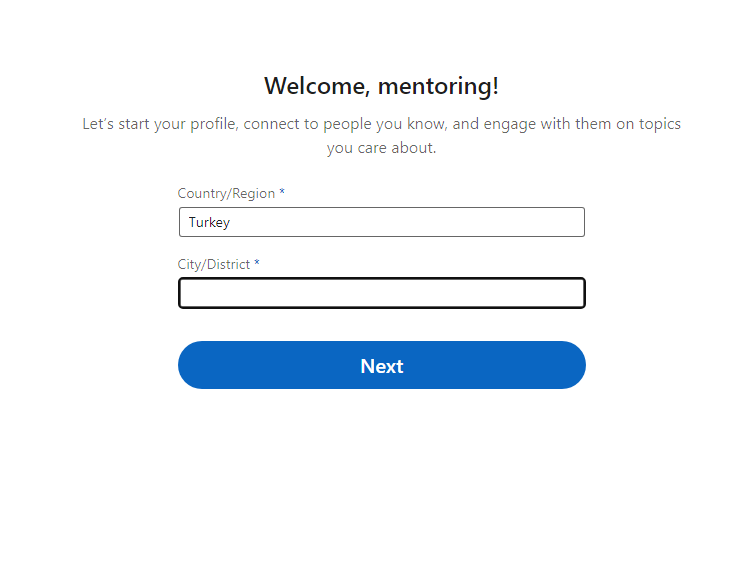 Welcome, mentoring!
Let's start your profile, connect to people you know, and engage with them on topics
you care about.
Country/Region *
Turkey
City/District *
Next